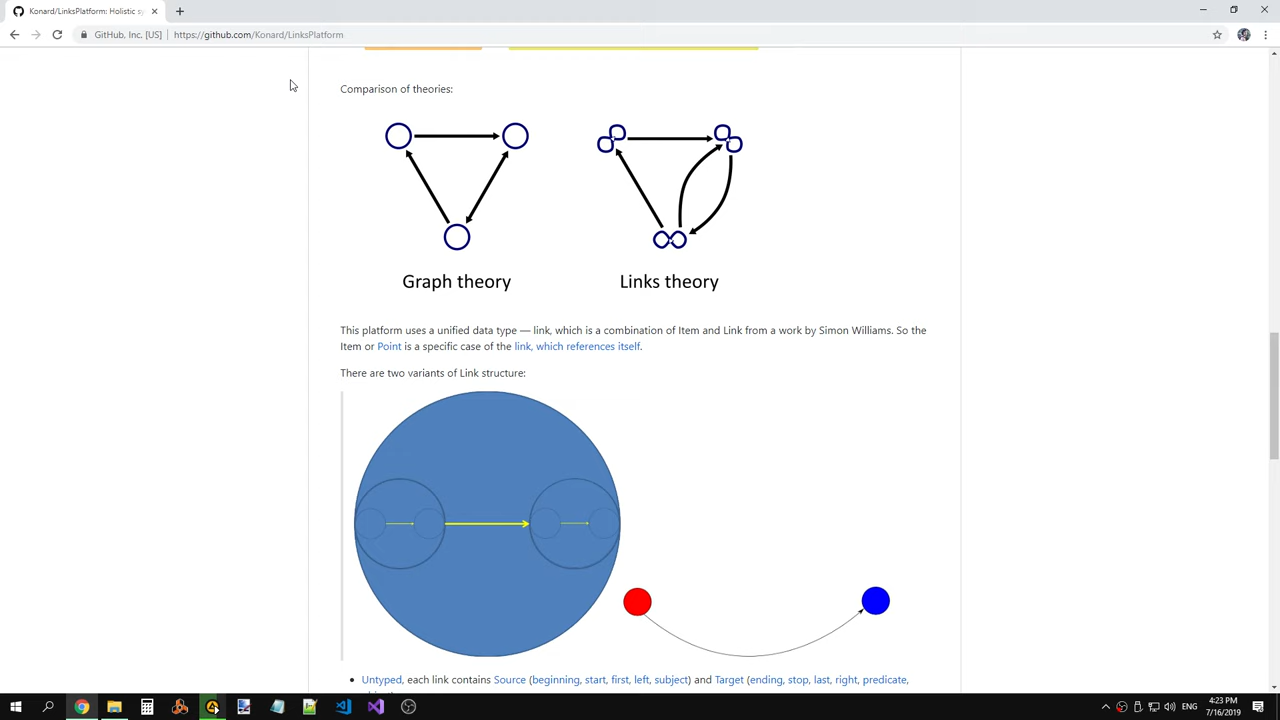 Konard/LinksPlatform: Holistic sy
GitHub, Inc. [US]
https://github.com/Konard/LinksPlatform
Comparison of theories:
Graph theory
Links theory
This platform uses a unified data type — link, which is a combination of Item and Link from a work by Simon Williams. So the
Item or Point is a specific case of the link, which references itself.
There are two variants of Link structure:
Untyped, each link contains Source (beginning, start, first, left, subject) and Target (ending, stop, last, right, predicate,
ENG
4:23 PM
7/16/2019